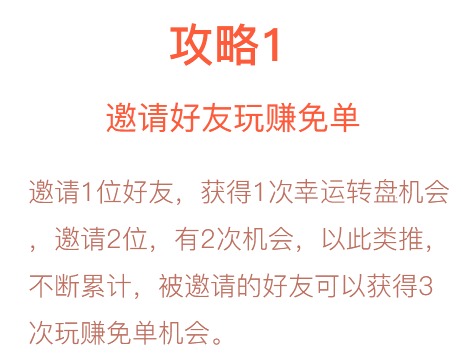 攻略1
邀请好友玩赚免单
邀请1位好友，获得1次幸运转盘机会
，邀请2位，有2次机会，以此类推，
不断累计，被邀请的好友可以获得3
次玩赚免单机会。